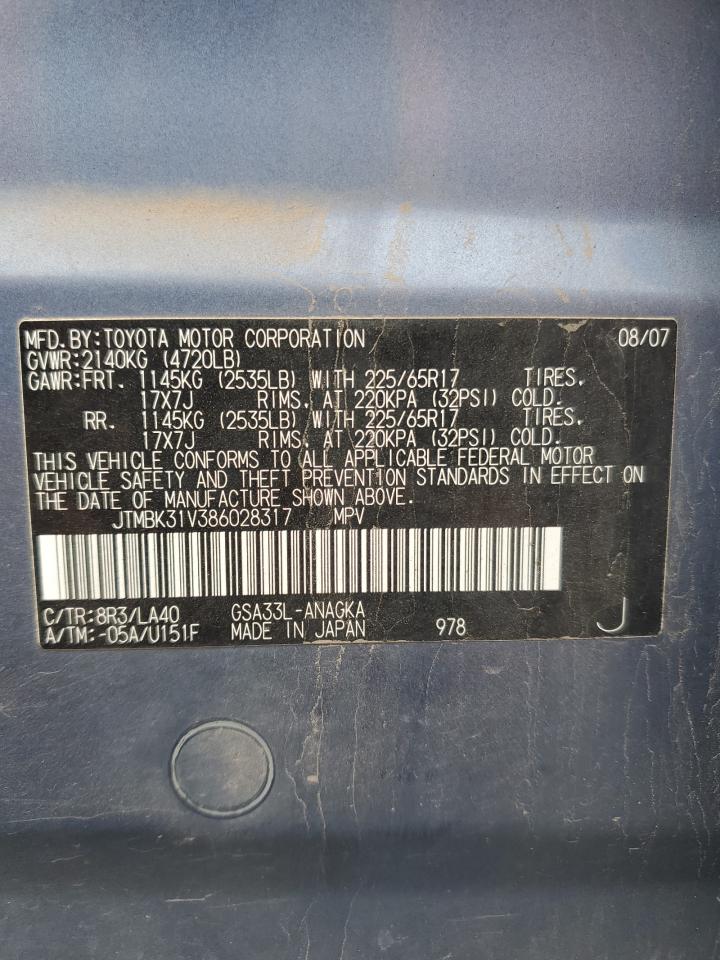 MFD.BY:TOYOTA MOTOR CORPORATION 08/07
GVWR:2140KG (4720LB)
GAWR:FRT. 1145KG (2535LB) WITH 225/65R17 TIRES,
17X7J RIMS, AT 220KPA (32PSI) COLD.
RR. 1145KG (2535LB) WITH 225/65R17 TIRES,
17X7J RIMS, AT 220KPA (32PSI) COLD.
THIS VEHICLE CONFORMS TO ALL APPLICABLE FEDERAL MOTOR
VEHICLE SAFETY AND THEFT PREVENTION STANDARDS IN EFFECT ON
THE DATE OF MANUFACTURE SHOWN ABOVE.
JTMBK31V386028317 MPV
C/TR:8R3/LA40 GSA33L-ANAGKA
A/TM:-05A/U151F MADE IN JAPAN 978 J